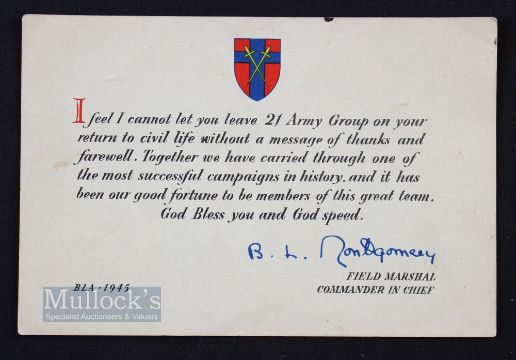 I feel I cannot let you leave 21 Army Group on your
return to civil life without a message of thanks and
farewell. Together we have carried through one of
the most successful campaigns in history, and it has
been our good fortune to be members of this great team.
God Bless you and God speed.
B. L. Montgomery
FIELD MARSHAL
COMMANDER IN CHIEF
BLA · 1945
Mullock's
Specialist Auctioneers & Valuers